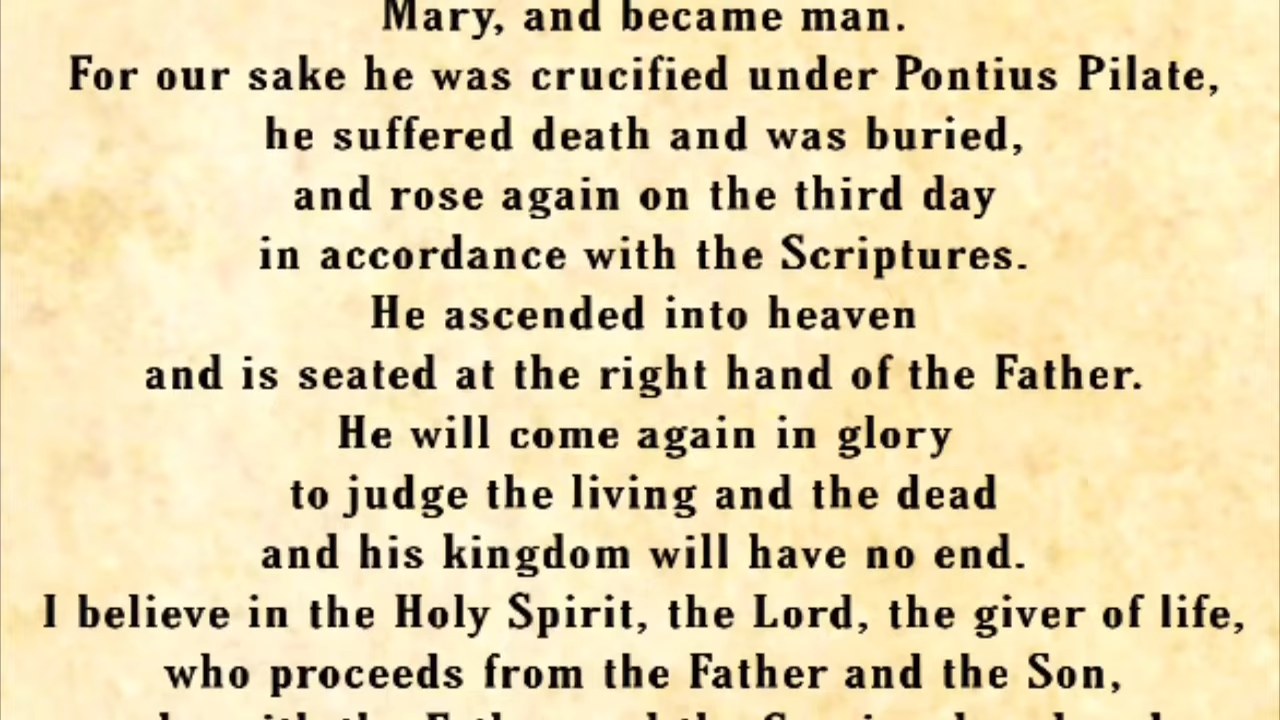 Mary, and became man.
For our sake he was crucified under Pontius Pilate,
he suffered death and was buried,
and rose again on the third day
in accordance with the Scriptures.
He ascended into heaven
and is seated at the right hand of the Father.
He will come again in glory
to judge the living and the dead
and his kingdom will have no end.
I believe in the Holy Spirit, the Lord, the giver of life,
who proceeds from the Father and the Son,